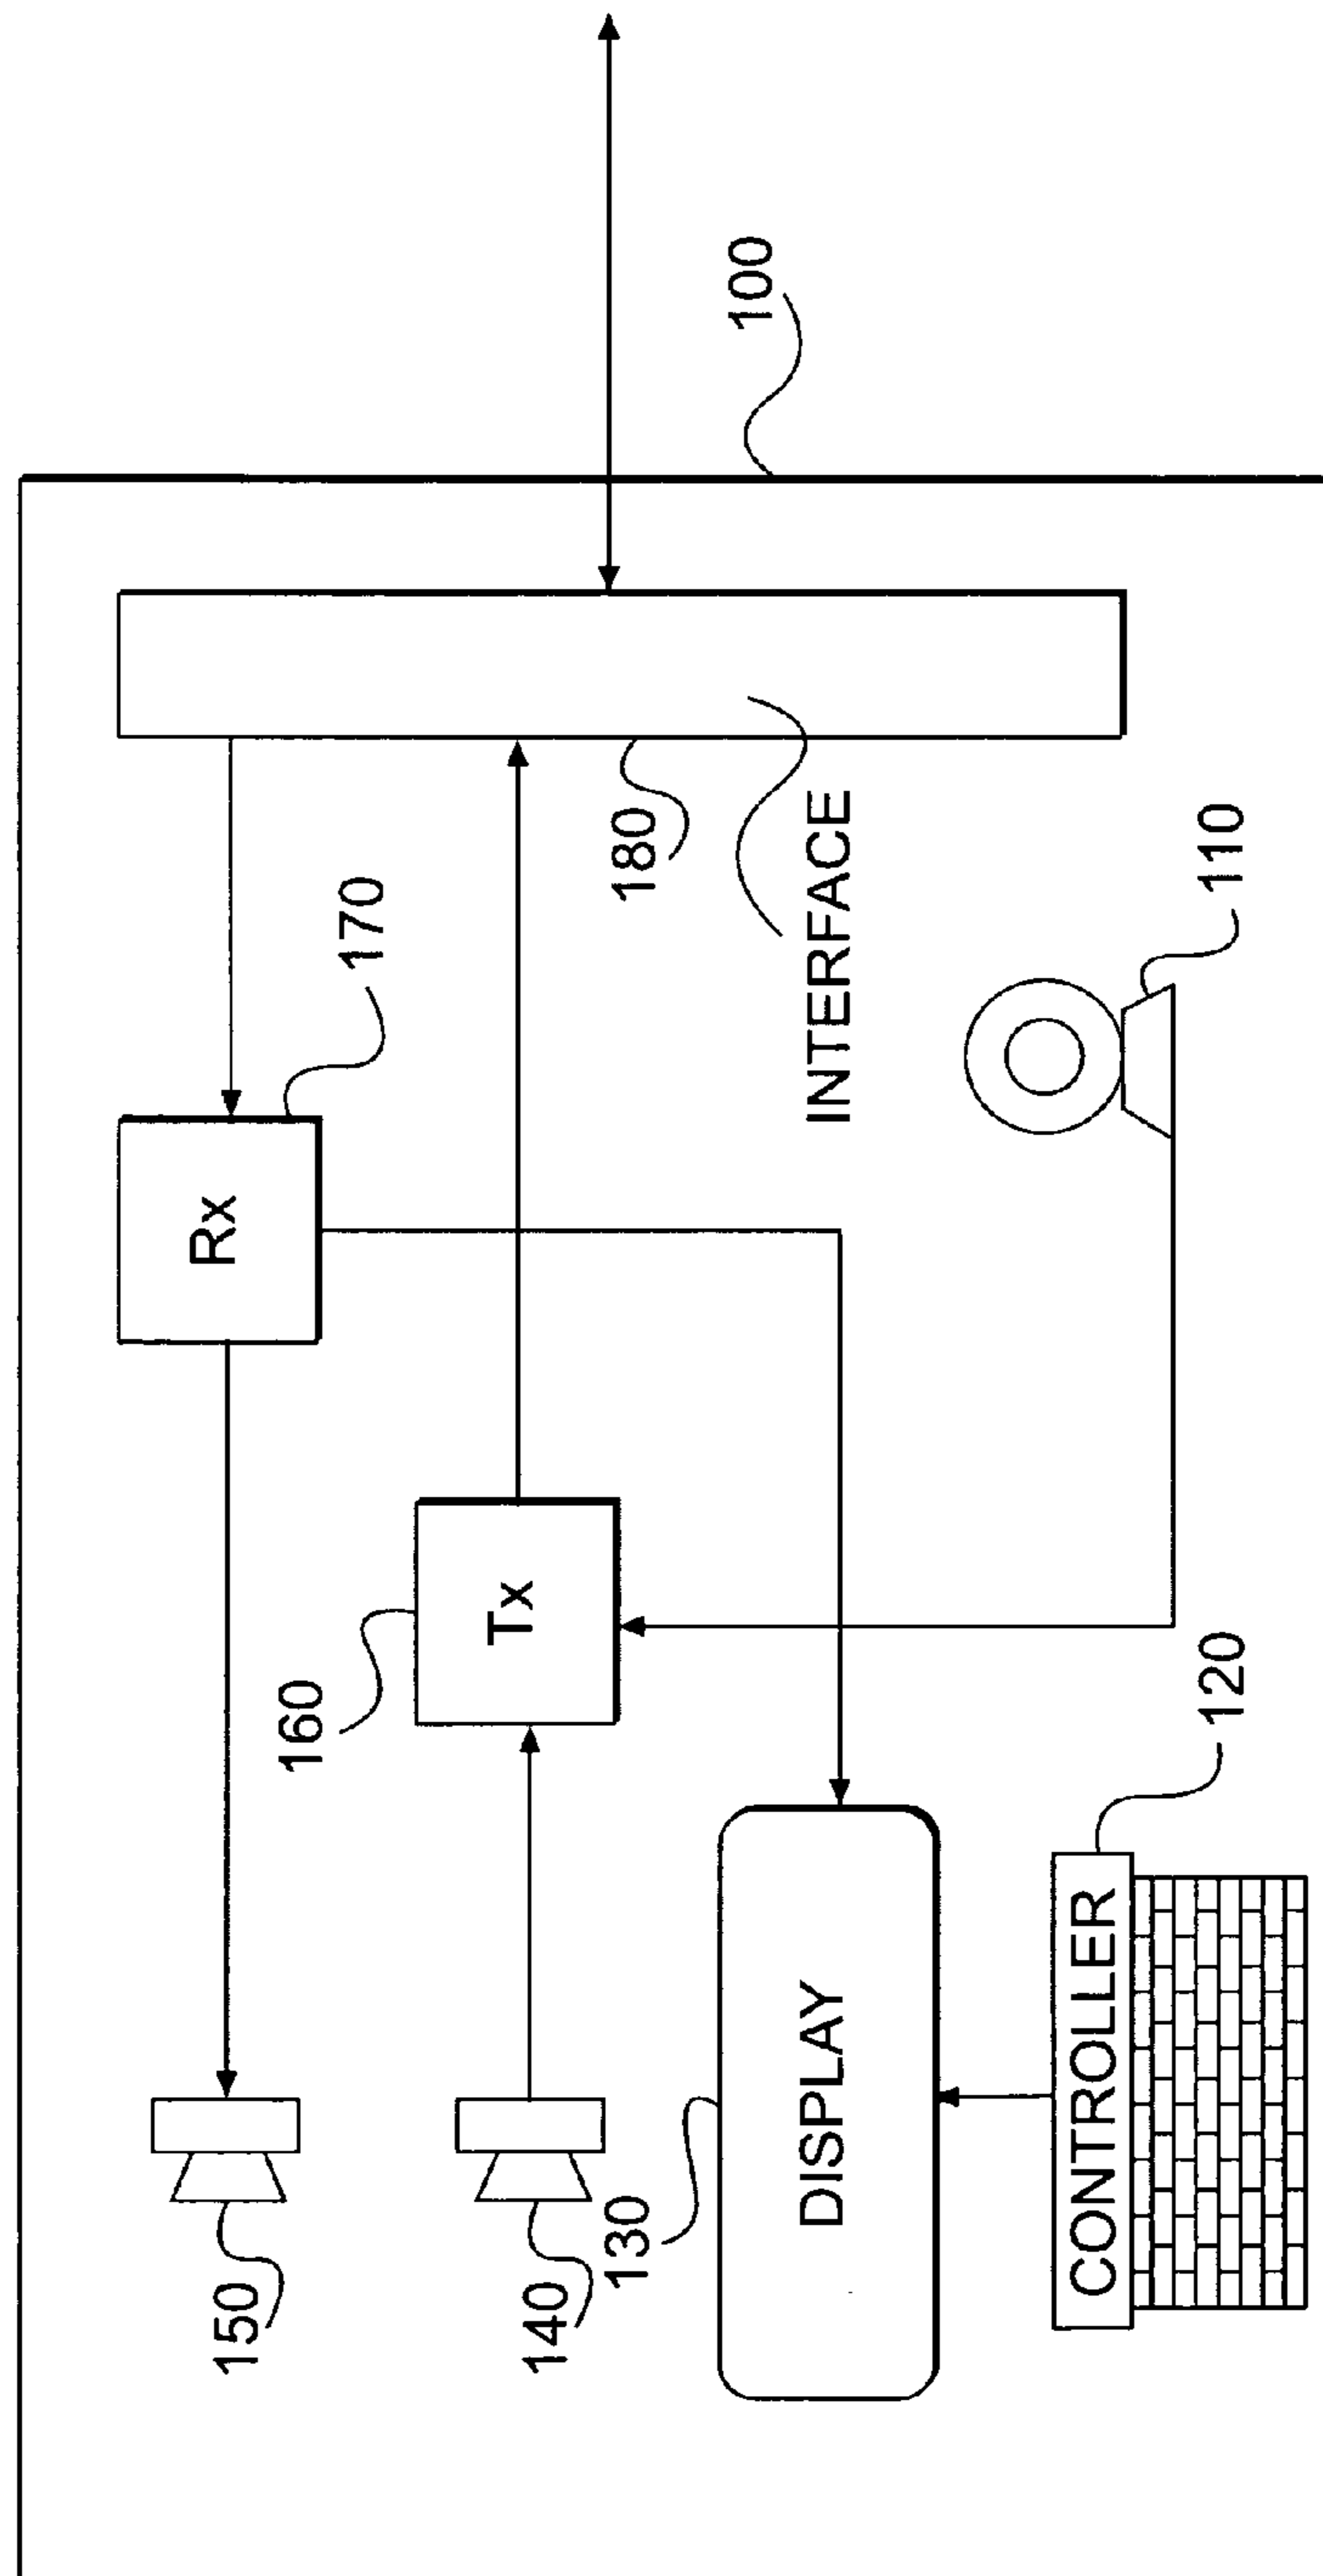 150
140
130
DISPLAY
CONTROLLER
120
160
Tx
Rx
170
180
INTERFACE
110
100